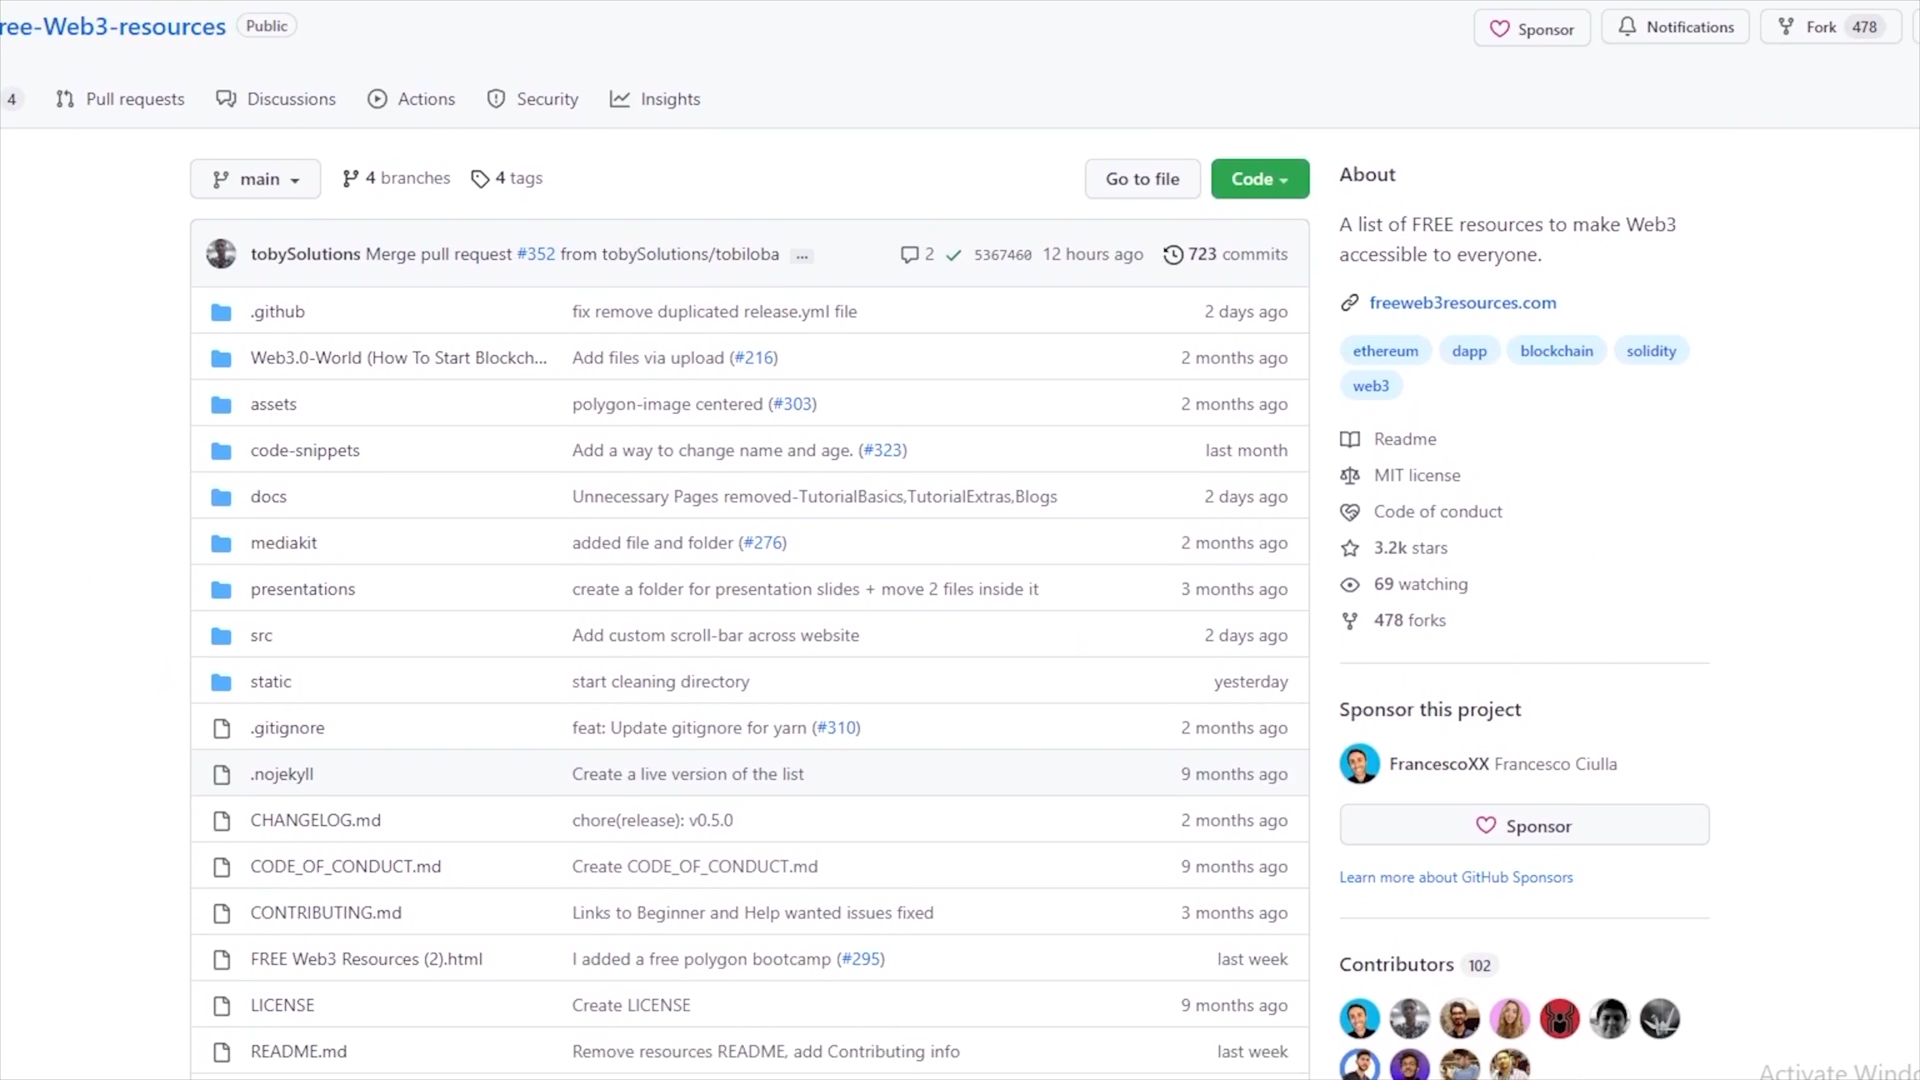 ree-Web3-resources Public Sponsor Notifications Fork 478
4 Pull requests Discussions Actions Security Insights
main 4 branches 4 tags Go to file Code
tobySolutions Merge pull request #352 from tobySolutions/tobiloba ... 2 5367460 12 hours ago 723 commits
.github fix remove duplicated release.yml file 2 days ago
Web3.0-World (How To Start Blockch... Add files via upload (#216) 2 months ago
assets polygon-image centered (#303) 2 months ago
code-snippets Add a way to change name and age. (#323) last month
docs Unnecessary Pages removed-TutorialBasics,TutorialExtras,Blogs 2 days ago
mediakit added file and folder (#276) 2 months ago
presentations create a folder for presentation slides + move 2 files inside it 3 months ago
src Add custom scroll-bar across website 2 days ago
static start cleaning directory yesterday
.gitignore feat: Update gitignore for yarn (#310) 2 months ago
.nojekyll Create a live version of the list 9 months ago
CHANGELOG.md chore(release): v0.5.0 2 months ago
CODE_OF_CONDUCT.md Create CODE_OF_CONDUCT.md 9 months ago
CONTRIBUTING.md Links to Beginner and Help wanted issues fixed 3 months ago
FREE Web3 Resources (2).html I added a free polygon bootcamp (#295) last week
LICENSE Create LICENSE 9 months ago
README.md Remove resources README, add Contributing info last week
About
A list of FREE resources to make Web3
accessible to everyone.
freeweb3resources.com
ethereum dapp blockchain solidity
web3
Readme
MIT license
Code of conduct
3.2k stars
69 watching
478 forks
Sponsor this project
FrancescoXX Francesco Ciulla
Sponsor
Learn more about GitHub Sponsors
Contributors 102
Activate Windo